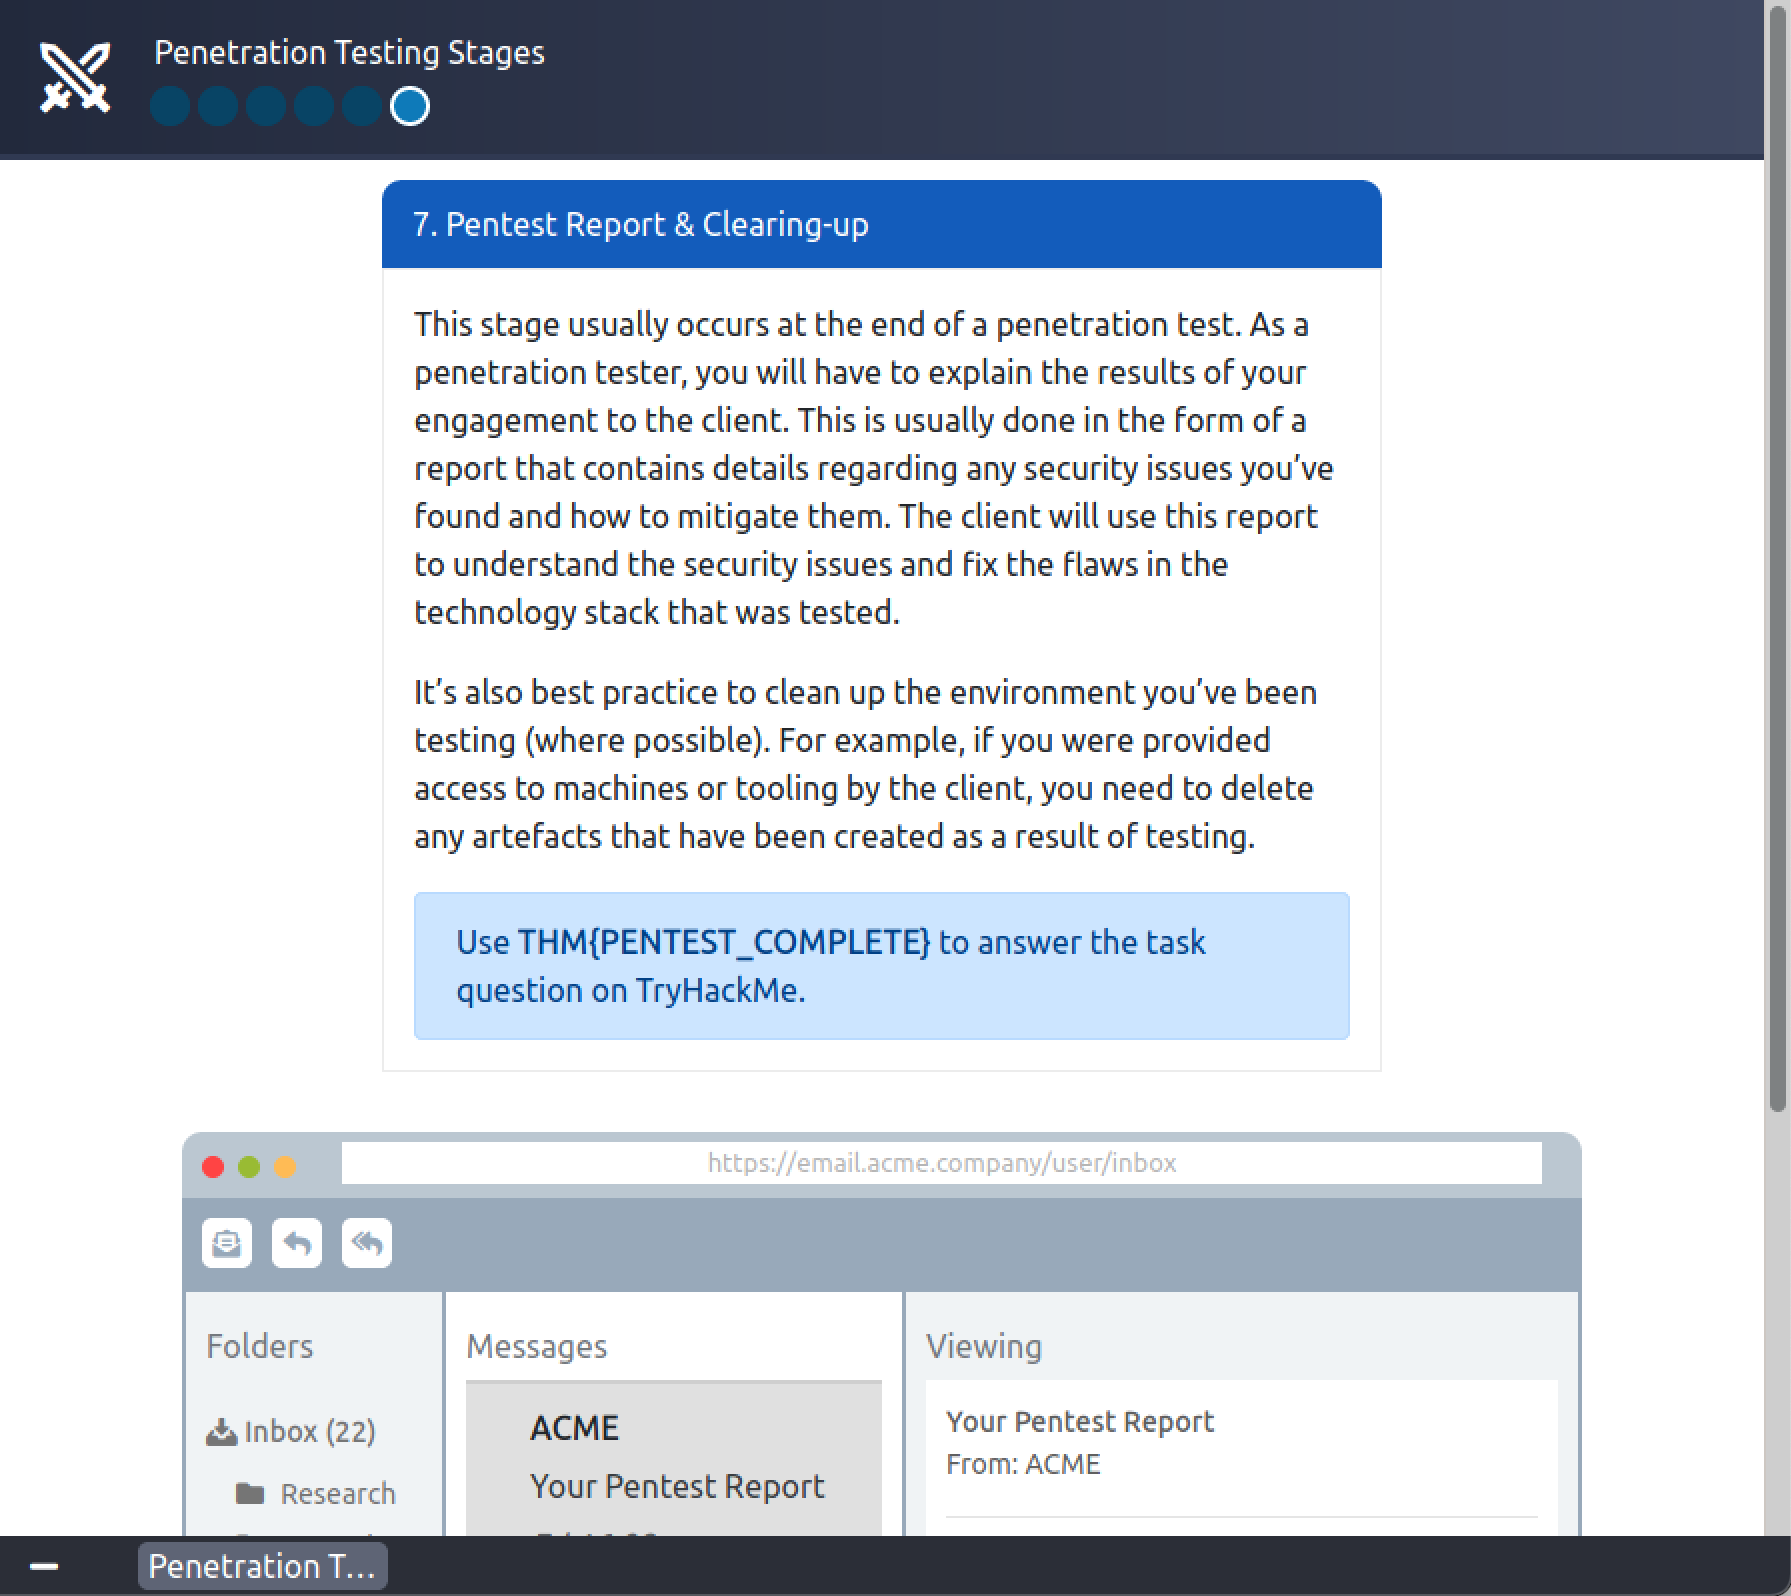 Penetration Testing Stages
7. Pentest Report & Clearing-up
This stage usually occurs at the end of a penetration test. As a
penetration tester, you will have to explain the results of your
engagement to the client. This is usually done in the form of a
report that contains details regarding any security issues you’ve
found and how to mitigate them. The client will use this report
to understand the security issues and fix the flaws in the
technology stack that was tested.
It’s also best practice to clean up the environment you’ve been
testing (where possible). For example, if you were provided
access to machines or tooling by the client, you need to delete
any artefacts that have been created as a result of testing.
Use THM{PENTEST_COMPLETE} to answer the task
question on TryHackMe.
https://email.acme.company/user/inbox
Folders
Inbox (22)
Research
Messages
ACME
Your Pentest Report
Viewing
Your Pentest Report
From: ACME
Penetration T...